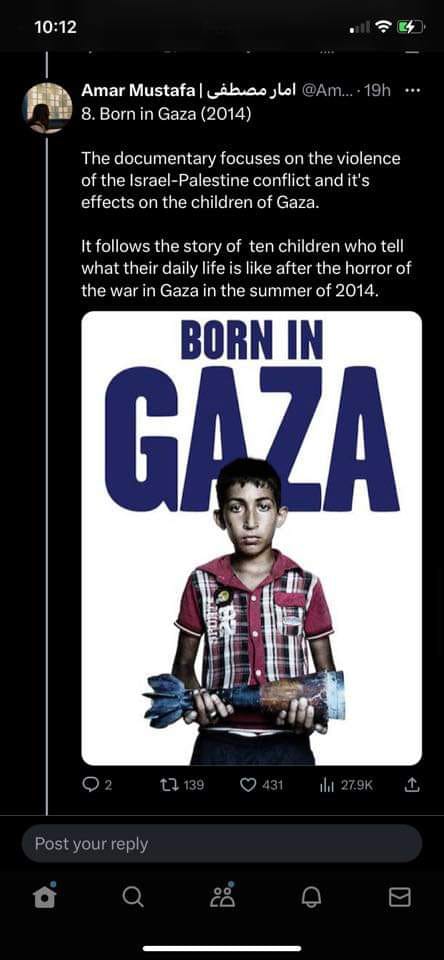 10:12
Amar Mustafa | امار مصطفى @Am... · 19h
8. Born in Gaza (2014)
The documentary focuses on the violence
of the Israel-Palestine conflict and it's
effects on the children of Gaza.
It follows the story of ten children who tell
what their daily life is like after the horror of
the war in Gaza in the summer of 2014.
BORN IN
GAZA
2 139 431 27.9K
Post your reply